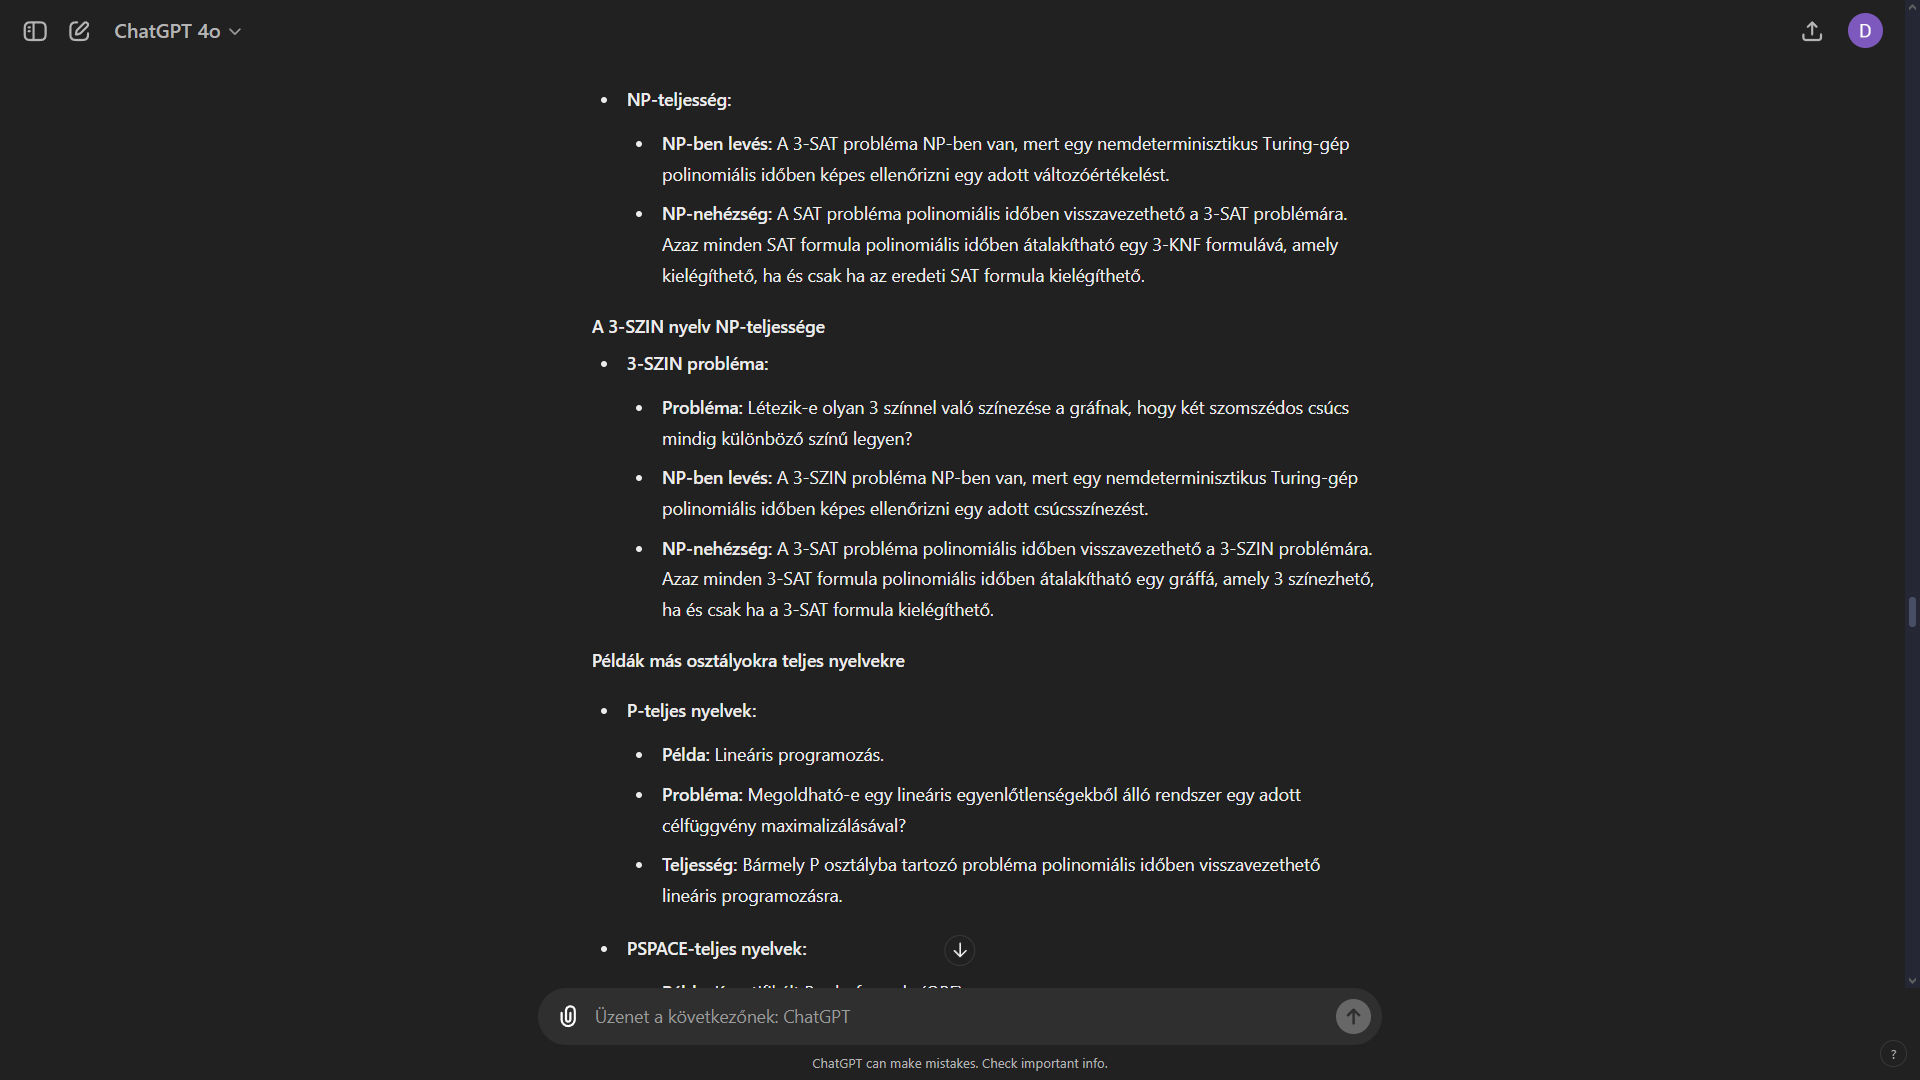 ChatGPT 4o
D
NP-teljesség:
NP-ben levés: A 3-SAT probléma NP-ben van, mert egy nemdeterminisztikus Turing-gép
polinomiális időben képes ellenőrizni egy adott változóértékelést.
NP-nehézség: A SAT probléma polinomiális időben visszavezethető a 3-SAT problémára.
Azaz minden SAT formula polinomiális időben átalakítható egy 3-KNF formulává, amely
kielégíthető, ha és csak ha az eredeti SAT formula kielégíthető.
A 3-SZIN nyelv NP-teljessége
3-SZIN probléma:
Probléma: Létezik-e olyan 3 színnel való színezése a gráfnak, hogy két szomszédos csúcs
mindig különböző színű legyen?
NP-ben levés: A 3-SZIN probléma NP-ben van, mert egy nemdeterminisztikus Turing-gép
polinomiális időben képes ellenőrizni egy adott csúcsszínezést.
NP-nehézség: A 3-SAT probléma polinomiális időben visszavezethető a 3-SZIN problémára.
Azaz minden 3-SAT formula polinomiális időben átalakítható egy gráffá, amely 3 színezhető,
ha és csak ha a 3-SAT formula kielégíthető.
Példák más osztályokra teljes nyelvekre
P-teljes nyelvek:
Példa: Lineáris programozás.
Probléma: Megoldható-e egy lineáris egyenlőtlenségekből álló rendszer egy adott
célfüggvény maximalizálásával?
Teljesség: Bármely P osztályba tartozó probléma polinomiális időben visszavezethető
lineáris programozásra.
PSPACE-teljes nyelvek:
Üzenet a következőnek: ChatGPT
ChatGPT can make mistakes. Check important info.
?